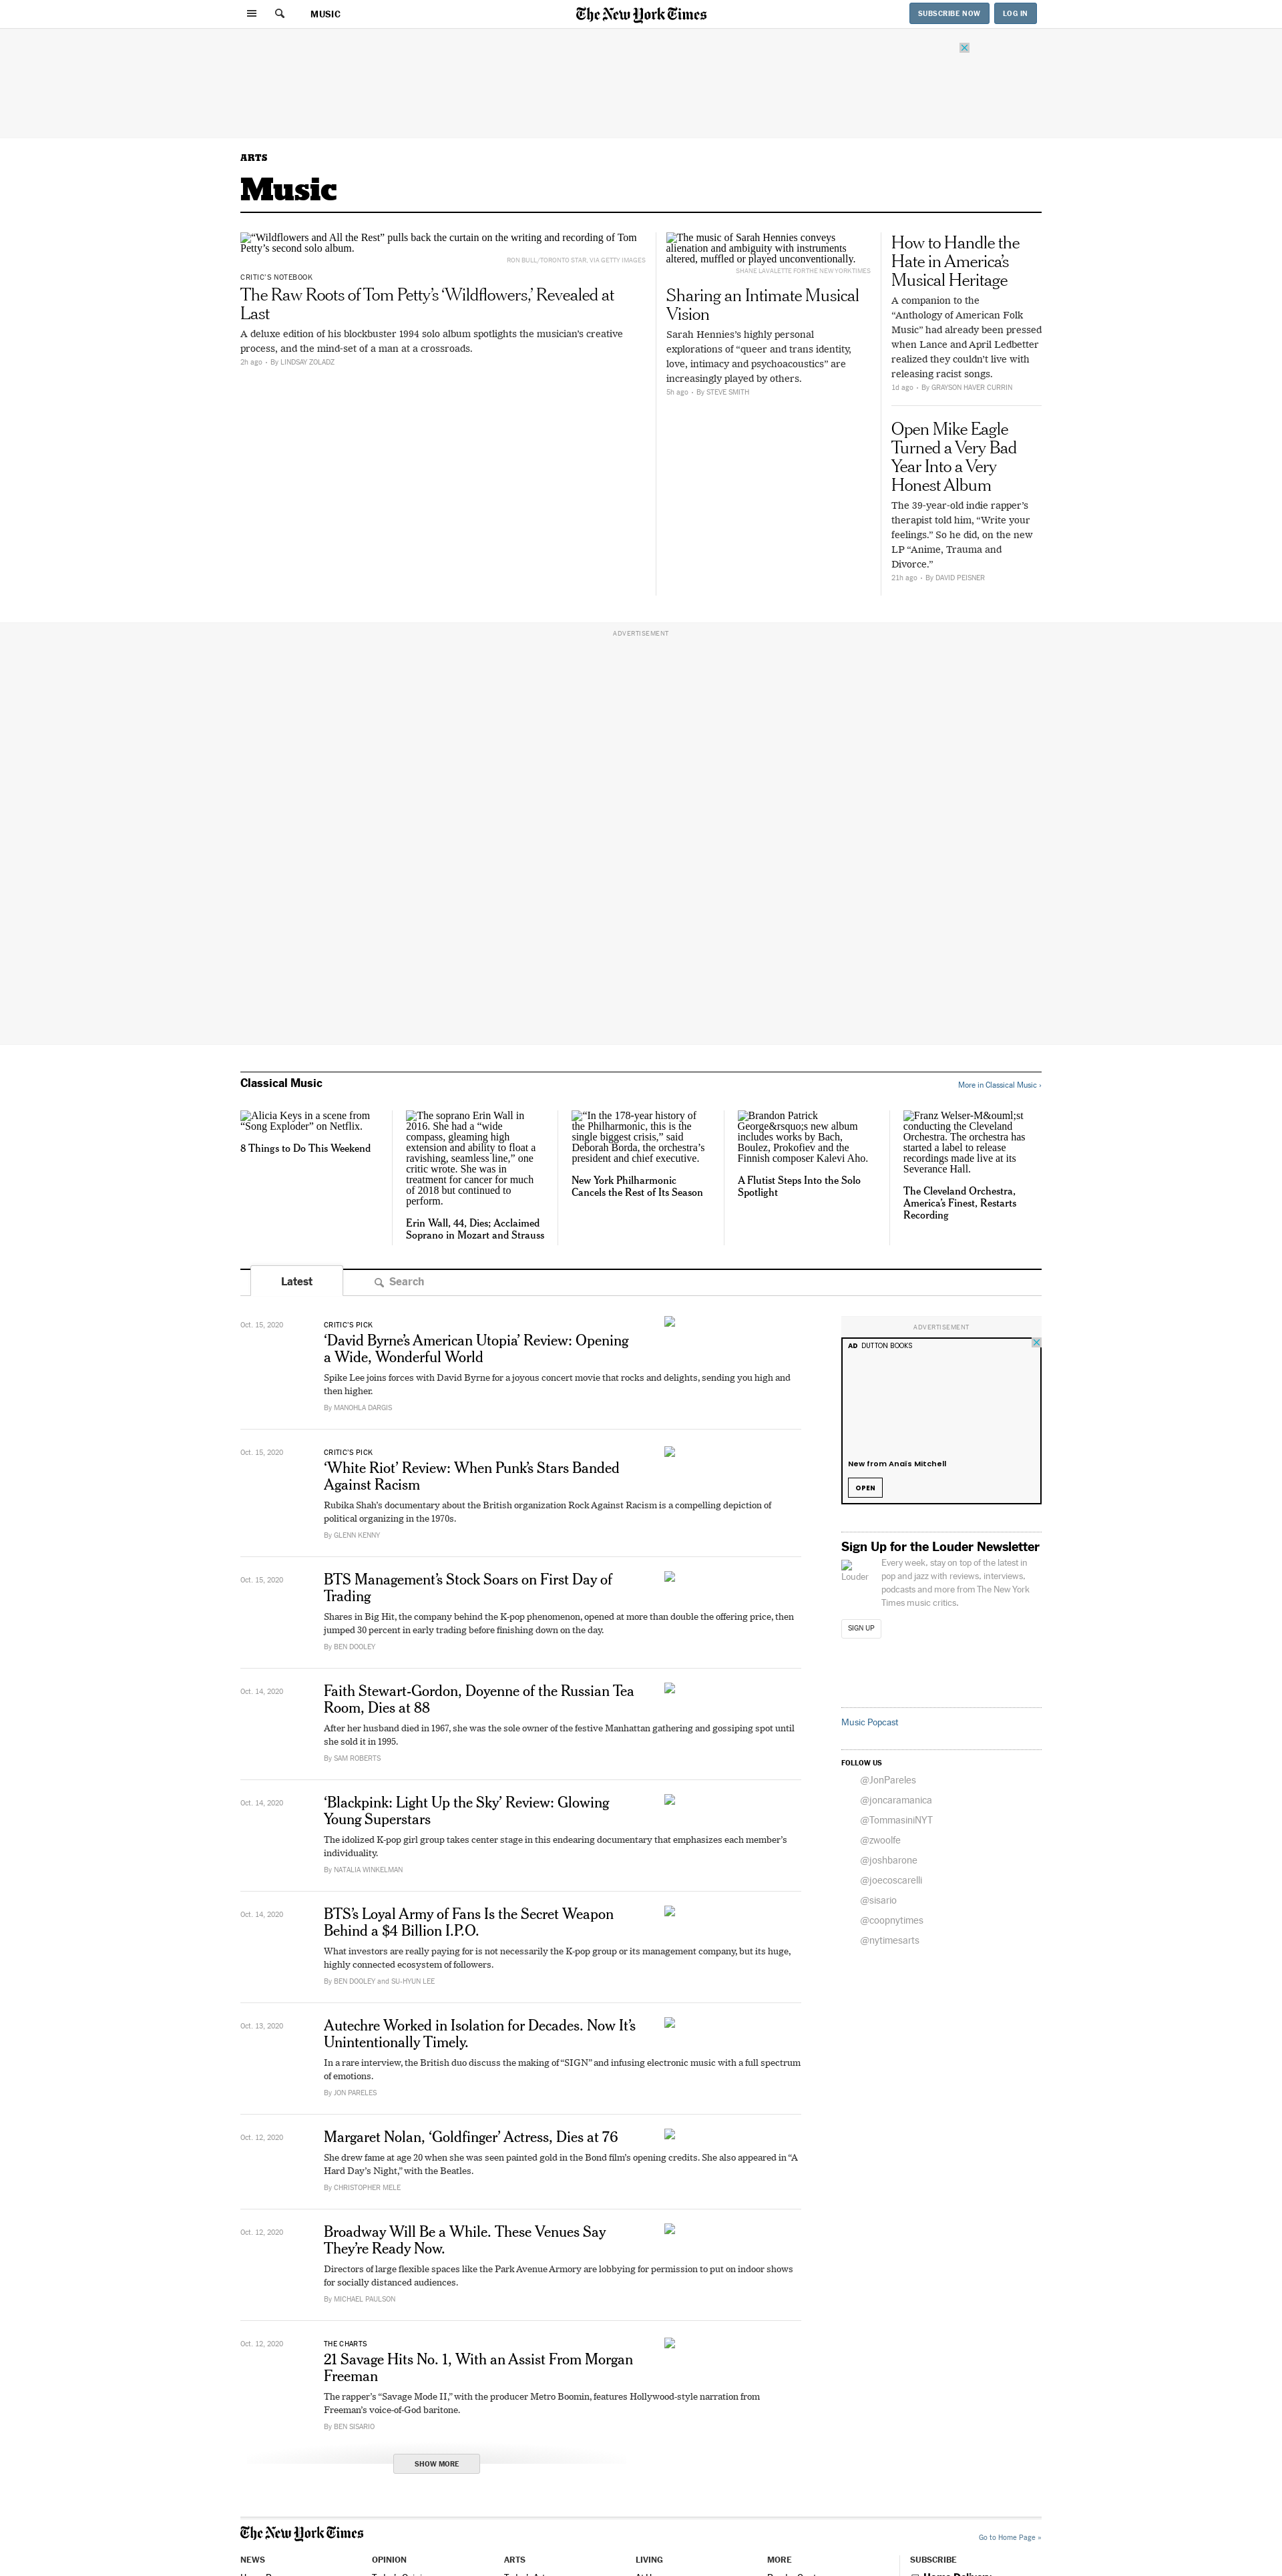 MUSIC
The New York Times
SUBSCRIBE NOW
LOG IN
ARTS
Music
“Wildflowers and All the Rest” pulls back the curtain on the writing and recording of Tom
Petty’s second solo album.
RON BULL/TORONTO STAR, VIA GETTY IMAGES
CRITIC’S NOTEBOOK
The Raw Roots of Tom Petty’s ‘Wildflowers,’ Revealed at
Last
A deluxe edition of his blockbuster 1994 solo album spotlights the musician’s creative
process, and the mind-set of a man at a crossroads.
2h ago • By LINDSAY ZOLADZ
The music of Sarah Hennies conveys
alienation and ambiguity with instruments
altered, muffled or played unconventionally.
SHANE LAVALETTE FOR THE NEW YORK TIMES
Sharing an Intimate Musical
Vision
Sarah Hennies’s highly personal
explorations of “queer and trans identity,
love, intimacy and psychoacoustics” are
increasingly played by others.
5h ago • By STEVE SMITH
How to Handle the
Hate in America’s
Musical Heritage
A companion to the
“Anthology of American Folk
Music” had already been pressed
when Lance and April Ledbetter
realized they couldn’t live with
releasing racist songs.
1d ago • By GRAYSON HAVER CURRIN
Open Mike Eagle
Turned a Very Bad
Year Into a Very
Honest Album
The 39-year-old indie rapper’s
therapist told him, “Write your
feelings.” So he did, on the new
LP “Anime, Trauma and
Divorce.”
21h ago • By DAVID PEISNER
ADVERTISEMENT
Classical Music
More in Classical Music ›
Alicia Keys in a scene from
“Song Exploder” on Netflix.
8 Things to Do This Weekend
The soprano Erin Wall in
2016. She had a “wide
compass, gleaming high
extension and ability to float a
ravishing, seamless line,” one
critic wrote. She was in
treatment for cancer for much
of 2018 but continued to
perform.
Erin Wall, 44, Dies; Acclaimed
Soprano in Mozart and Strauss
“In the 178-year history of
the Philharmonic, this is the
single biggest crisis,” said
Deborah Borda, the orchestra’s
president and chief executive.
New York Philharmonic
Cancels the Rest of Its Season
Brandon Patrick
George&rsquo;s new album
includes works by Bach,
Boulez, Prokofiev and the
Finnish composer Kalevi Aho.
A Flutist Steps Into the Solo
Spotlight
Franz Welser-M&ouml;st
conducting the Cleveland
Orchestra. The orchestra has
started a label to release
recordings made live at its
Severance Hall.
The Cleveland Orchestra,
America’s Finest, Restarts
Recording
Latest
Search
Oct. 15, 2020
CRITIC’S PICK
‘David Byrne’s American Utopia’ Review: Opening
a Wide, Wonderful World
Spike Lee joins forces with David Byrne for a joyous concert movie that rocks and delights, sending you high and
then higher.
By MANOHLA DARGIS
Oct. 15, 2020
CRITIC’S PICK
‘White Riot’ Review: When Punk’s Stars Banded
Against Racism
Rubika Shah’s documentary about the British organization Rock Against Racism is a compelling depiction of
political organizing in the 1970s.
By GLENN KENNY
Oct. 15, 2020
BTS Management’s Stock Soars on First Day of
Trading
Shares in Big Hit, the company behind the K-pop phenomenon, opened at more than double the offering price, then
jumped 30 percent in early trading before finishing down on the day.
By BEN DOOLEY
Oct. 14, 2020
Faith Stewart-Gordon, Doyenne of the Russian Tea
Room, Dies at 88
After her husband died in 1967, she was the sole owner of the festive Manhattan gathering and gossiping spot until
she sold it in 1995.
By SAM ROBERTS
Oct. 14, 2020
‘Blackpink: Light Up the Sky’ Review: Glowing
Young Superstars
The idolized K-pop girl group takes center stage in this endearing documentary that emphasizes each member’s
individuality.
By NATALIA WINKELMAN
Oct. 14, 2020
BTS’s Loyal Army of Fans Is the Secret Weapon
Behind a $4 Billion I.P.O.
What investors are really paying for is not necessarily the K-pop group or its management company, but its huge,
highly connected ecosystem of followers.
By BEN DOOLEY and SU-HYUN LEE
Oct. 13, 2020
Autechre Worked in Isolation for Decades. Now It’s
Unintentionally Timely.
In a rare interview, the British duo discuss the making of “SIGN” and infusing electronic music with a full spectrum
of emotions.
By JON PARELES
Oct. 12, 2020
Margaret Nolan, ‘Goldfinger’ Actress, Dies at 76
She drew fame at age 20 when she was seen painted gold in the Bond film’s opening credits. She also appeared in “A
Hard Day’s Night,” with the Beatles.
By CHRISTOPHER MELE
Oct. 12, 2020
Broadway Will Be a While. These Venues Say
They’re Ready Now.
Directors of large flexible spaces like the Park Avenue Armory are lobbying for permission to put on indoor shows
for socially distanced audiences.
By MICHAEL PAULSON
Oct. 12, 2020
THE CHARTS
21 Savage Hits No. 1, With an Assist From Morgan
Freeman
The rapper’s “Savage Mode II,” with the producer Metro Boomin, features Hollywood-style narration from
Freeman’s voice-of-God baritone.
By BEN SISARIO
SHOW MORE
ADVERTISEMENT
AD DUTTON BOOKS
New from Anaïs Mitchell
OPEN
Sign Up for the Louder Newsletter
Louder
Every week, stay on top of the latest in
pop and jazz with reviews, interviews,
podcasts and more from The New York
Times music critics.
SIGN UP
Music Popcast
FOLLOW US
@JonPareles
@joncaramanica
@TommasiniNYT
@zwoolfe
@joshbarone
@joecoscarelli
@sisario
@coopnytimes
@nytimesarts
The New York Times
Go to Home Page »
NEWS
OPINION
ARTS
LIVING
MORE
SUBSCRIBE